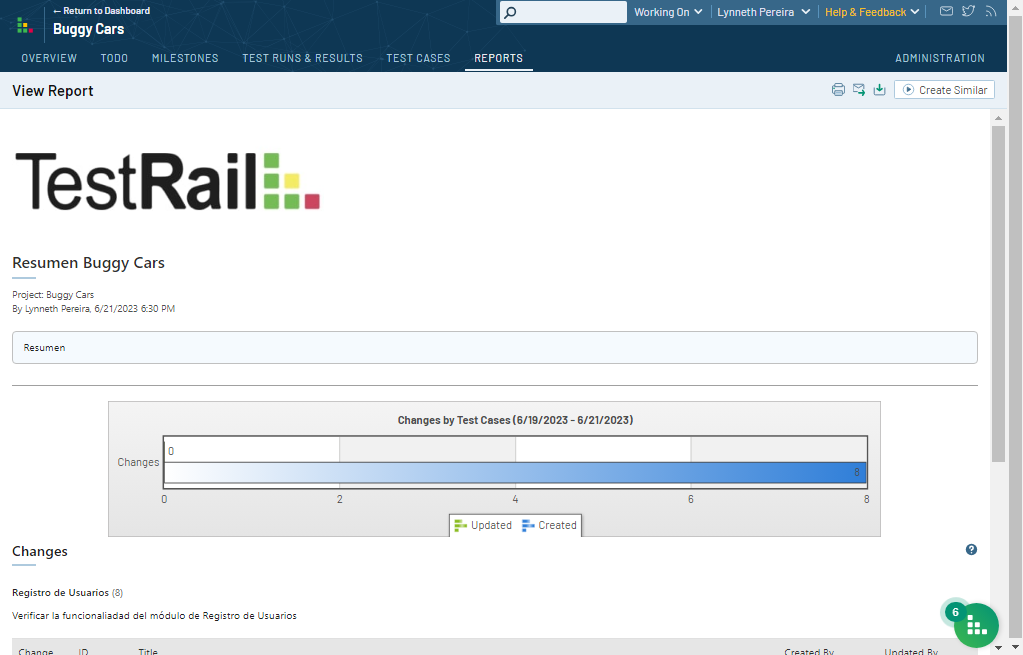 ← Return to Dashboard
Buggy Cars
Working On
Lynneth Pereira
Help & Feedback
OVERVIEW
TODO
MILESTONES
TEST RUNS & RESULTS
TEST CASES
REPORTS
ADMINISTRATION
View Report
Create Similar
TestRail
Resumen Buggy Cars
Project: Buggy Cars
By Lynneth Pereira, 6/21/2023 6:30 PM
Resumen
Changes by Test Cases (6/19/2023 - 6/21/2023)
0
Changes
8
0 2 4 6 8
Updated Created
Changes
?
Registro de Usuarios (8)
Verificar la funcionaliadad del módulo de Registro de Usuarios
6
Change ID Title Created By Updated By